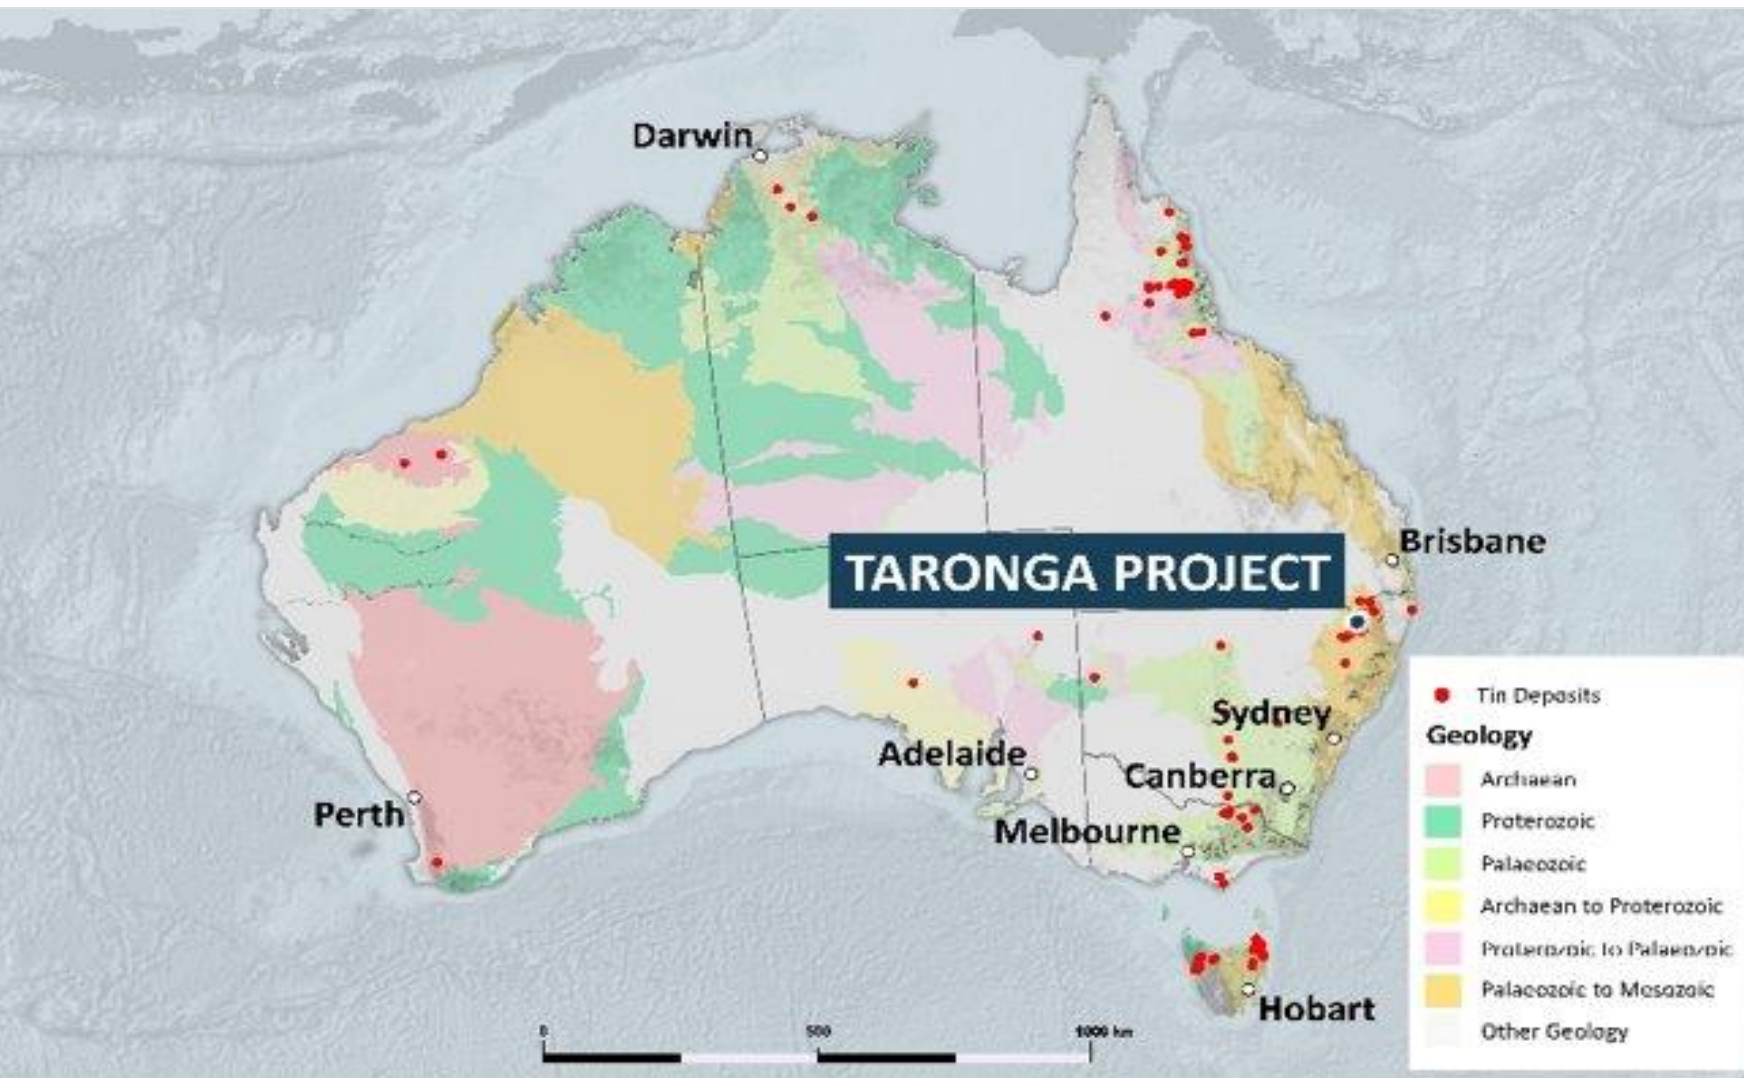 Darwin
Brisbane
TARONGA PROJECT
Sydney
Adelaide
Canberra
Perth
Melbourne
Hobart
0 500 1000 km
Tin Deposits
Geology
Archaean
Proterozoic
Palaeozoic
Archaean to Proterozoic
Proterozoic to Palaeozoic
Palaeozoic to Mesozoic
Other Geology